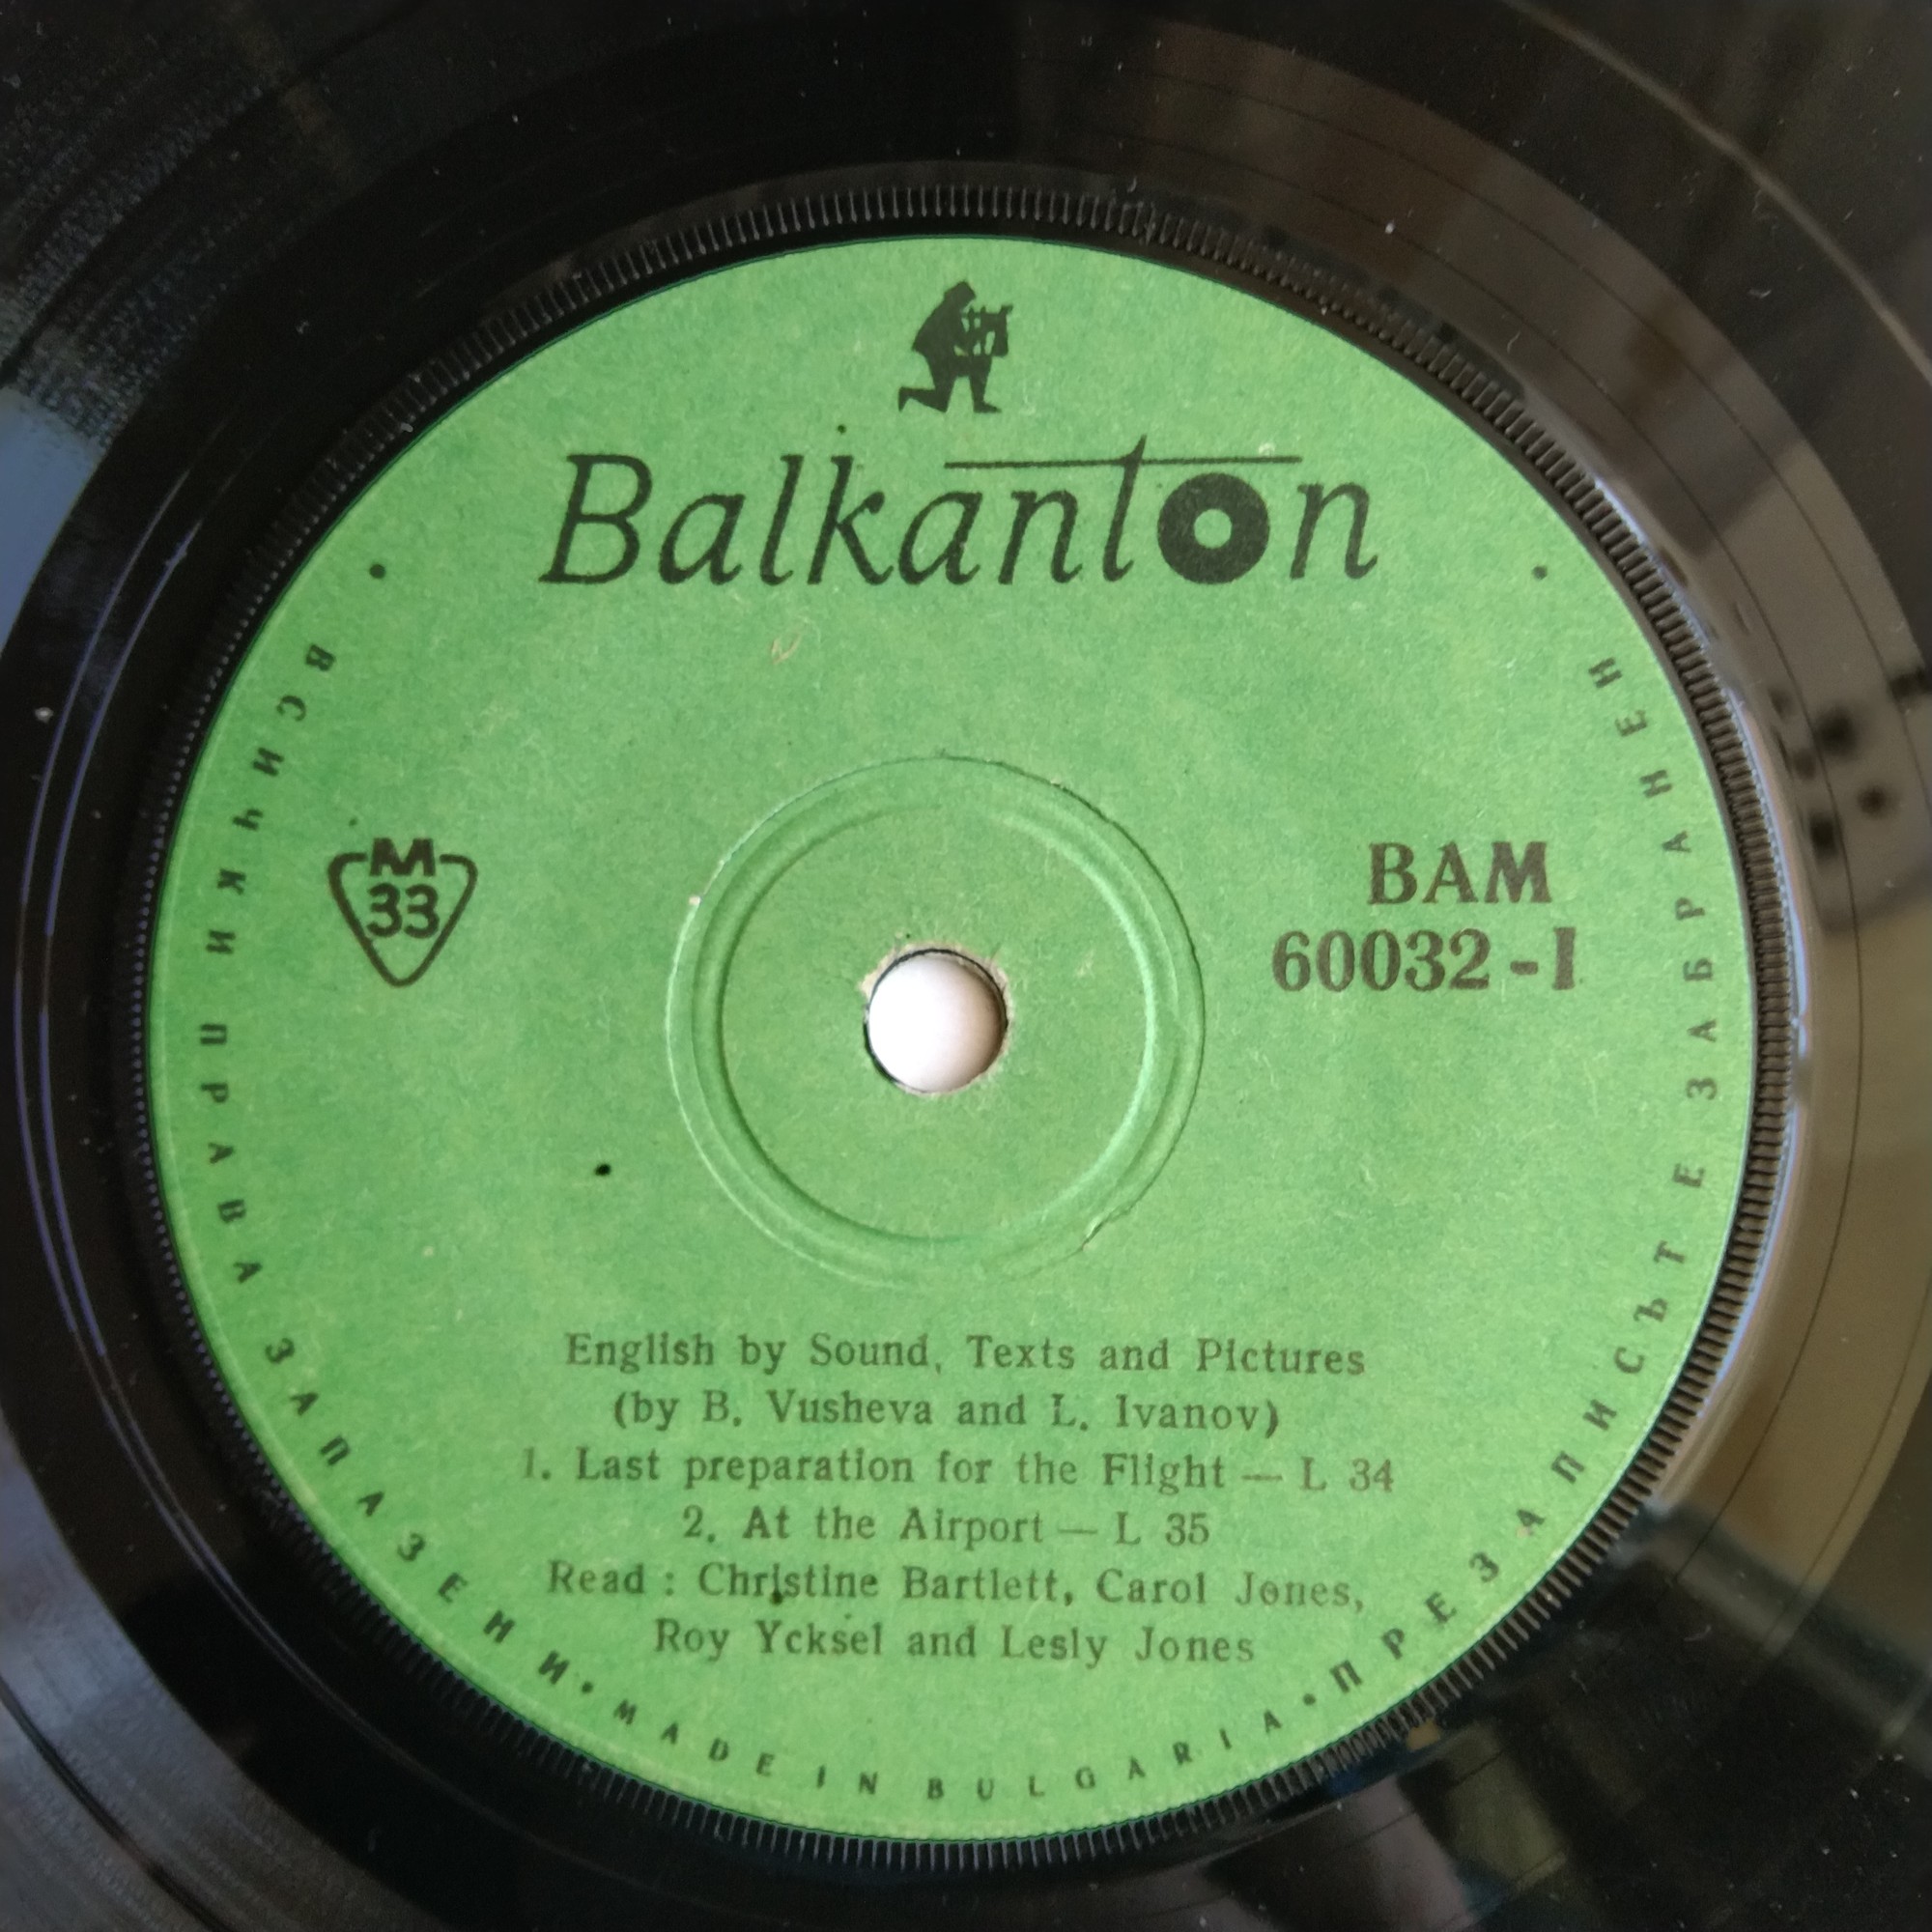 Balkanton
M
33
BAM
60032-I
English by Sound, Texts and Pictures
(by B. Vusheva and L. Ivanov)
1. Last preparation for the Flight — L 34
2. At the Airport — L 35
Read : Christine Bartlett, Carol Jones,
Roy Ycksel and Lesly Jones
• ВСИЧКИ ПРАВА ЗАПАЗЕНИ • MADE IN BULGARIA • ПРЕЗАПИСЪТ Е ЗАБРАНЕН •